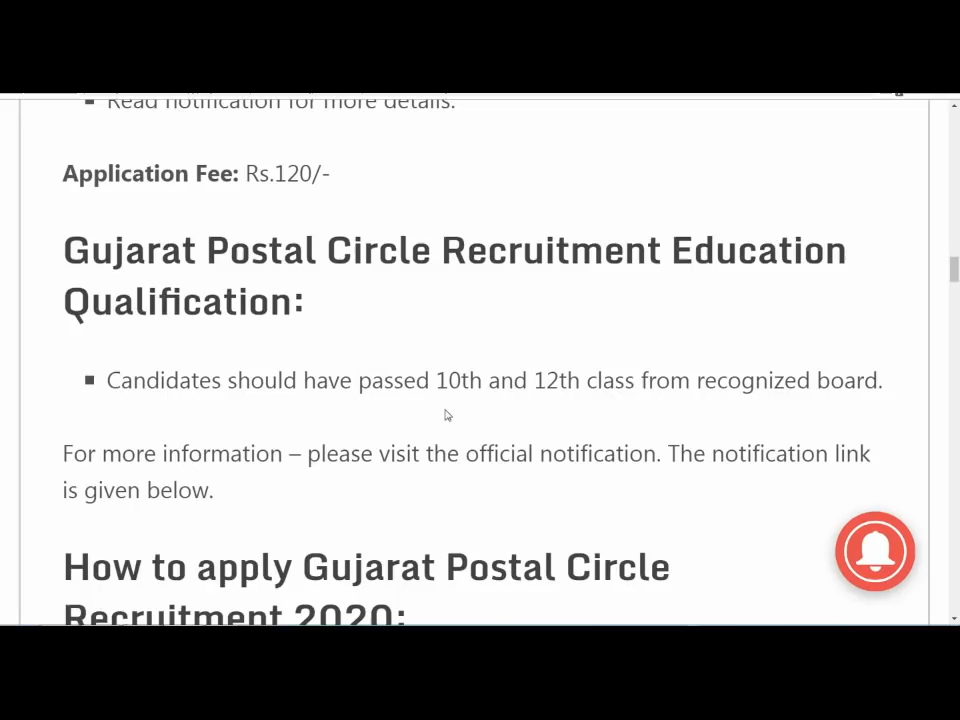 Read notification for more details.
Application Fee: Rs.120/-
Gujarat Postal Circle Recruitment Education
Qualification:
Candidates should have passed 10th and 12th class from recognized board.
For more information – please visit the official notification. The notification link
is given below.
How to apply Gujarat Postal Circle
Recruitment 2020: